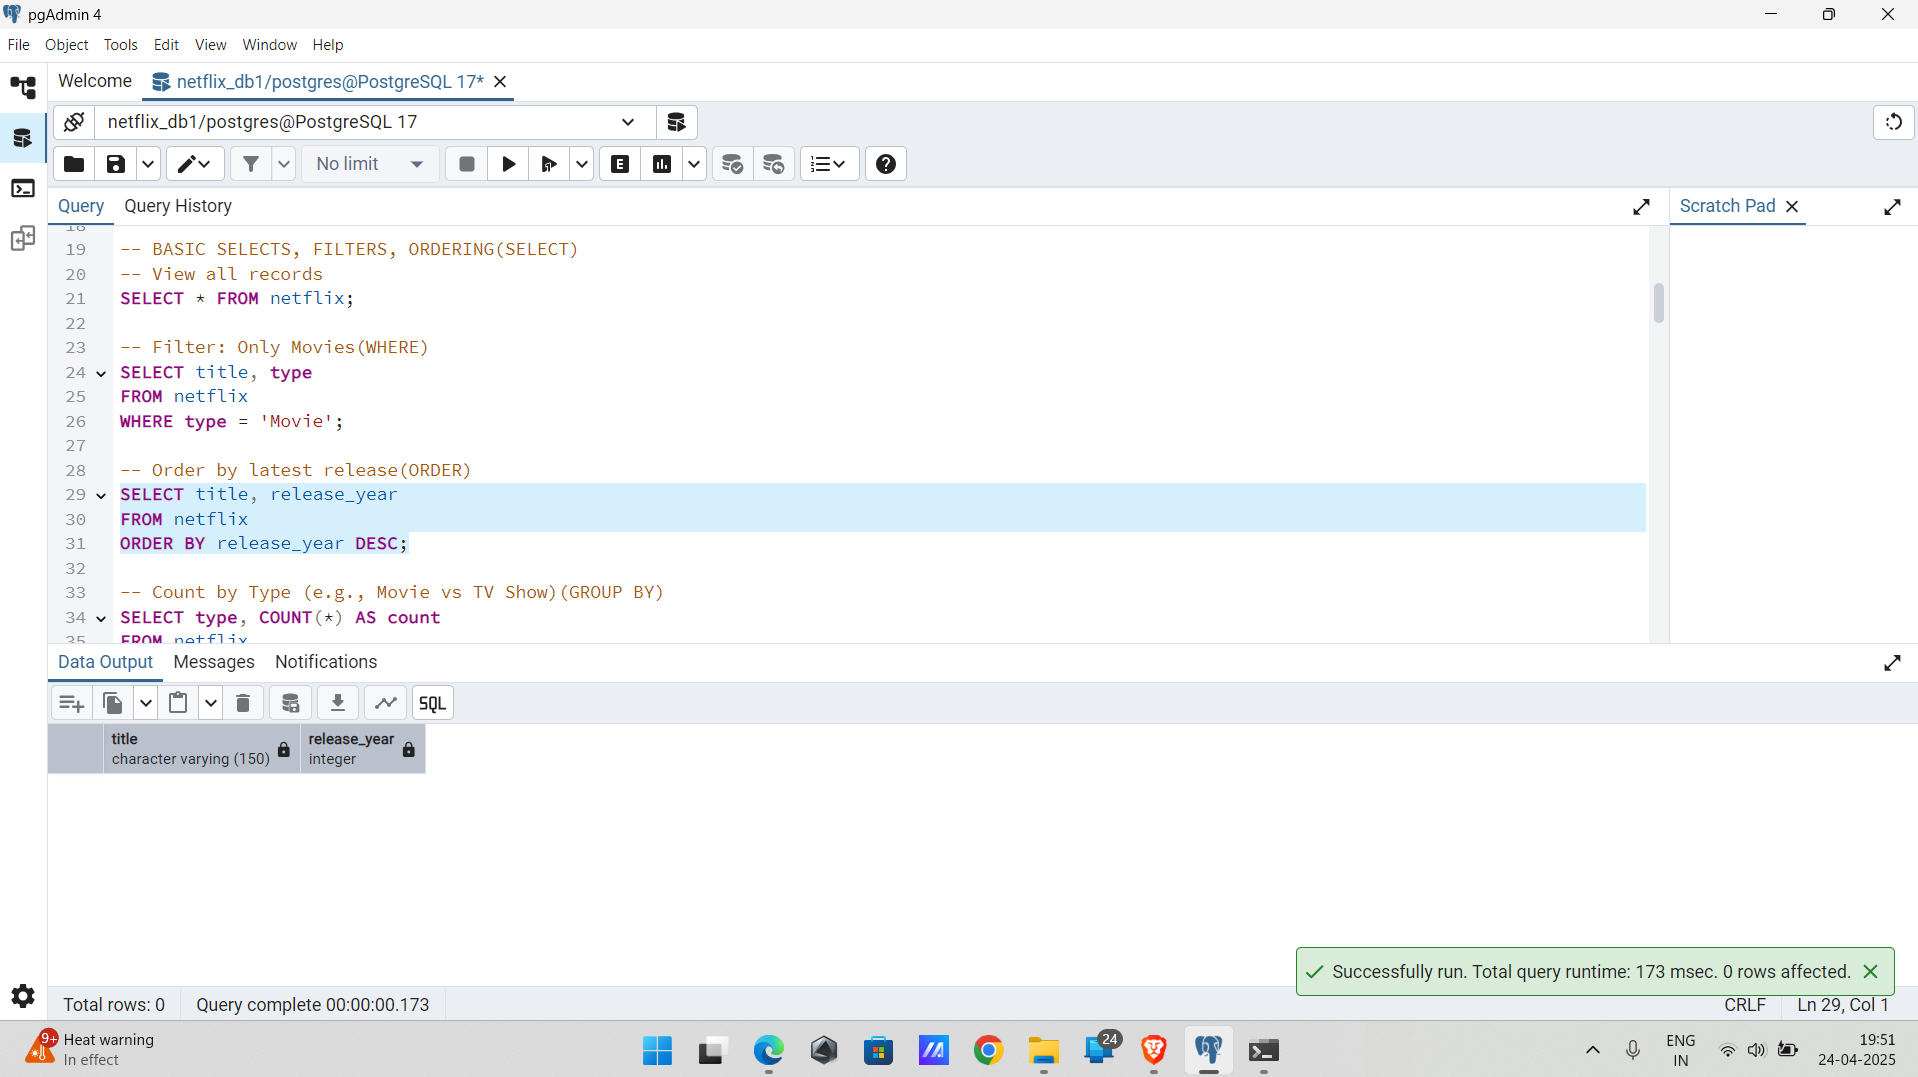 pgAdmin 4
File Object Tools Edit View Window Help
Welcome netflix_db1/postgres@PostgreSQL 17*
netflix_db1/postgres@PostgreSQL 17
No limit
Query Query History
Scratch Pad
18
19 -- BASIC SELECTS, FILTERS, ORDERING(SELECT)
20 -- View all records
21 SELECT * FROM netflix;
22
23 -- Filter: Only Movies(WHERE)
24 SELECT title, type
25 FROM netflix
26 WHERE type = 'Movie';
27
28 -- Order by latest release(ORDER)
29 SELECT title, release_year
30 FROM netflix
31 ORDER BY release_year DESC;
32
33 -- Count by Type (e.g., Movie vs TV Show)(GROUP BY)
34 SELECT type, COUNT(*) AS count
35 FROM netflix
Data Output Messages Notifications
SQL
title release_year
character varying (150) integer
Successfully run. Total query runtime: 173 msec. 0 rows affected.
Total rows: 0 Query complete 00:00:00.173 CRLF Ln 29, Col 1
9+ Heat warning
In effect
24
ENG
IN
19:51
24-04-2025